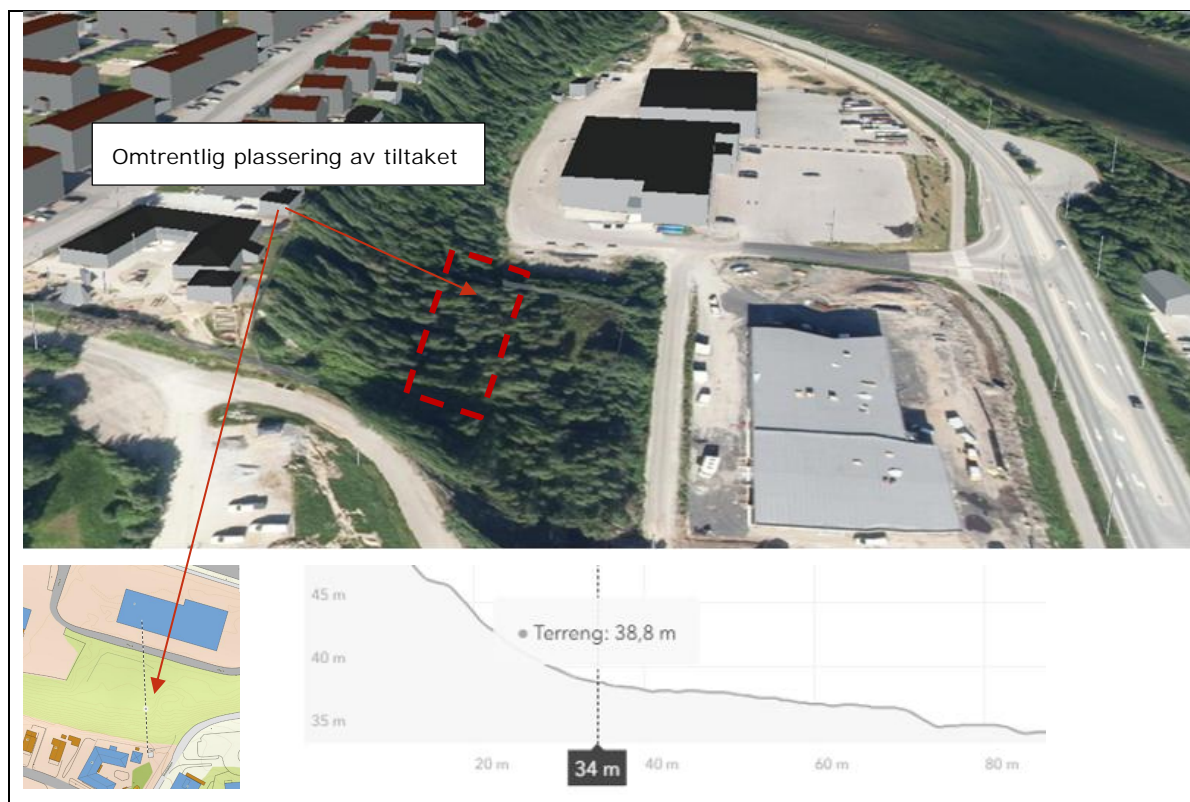 Omtrentlig plassering av tiltaket
45 m
Terreng: 38,8 m
40 m
35 m
20 m
34 m
40 m
60 m
80 m